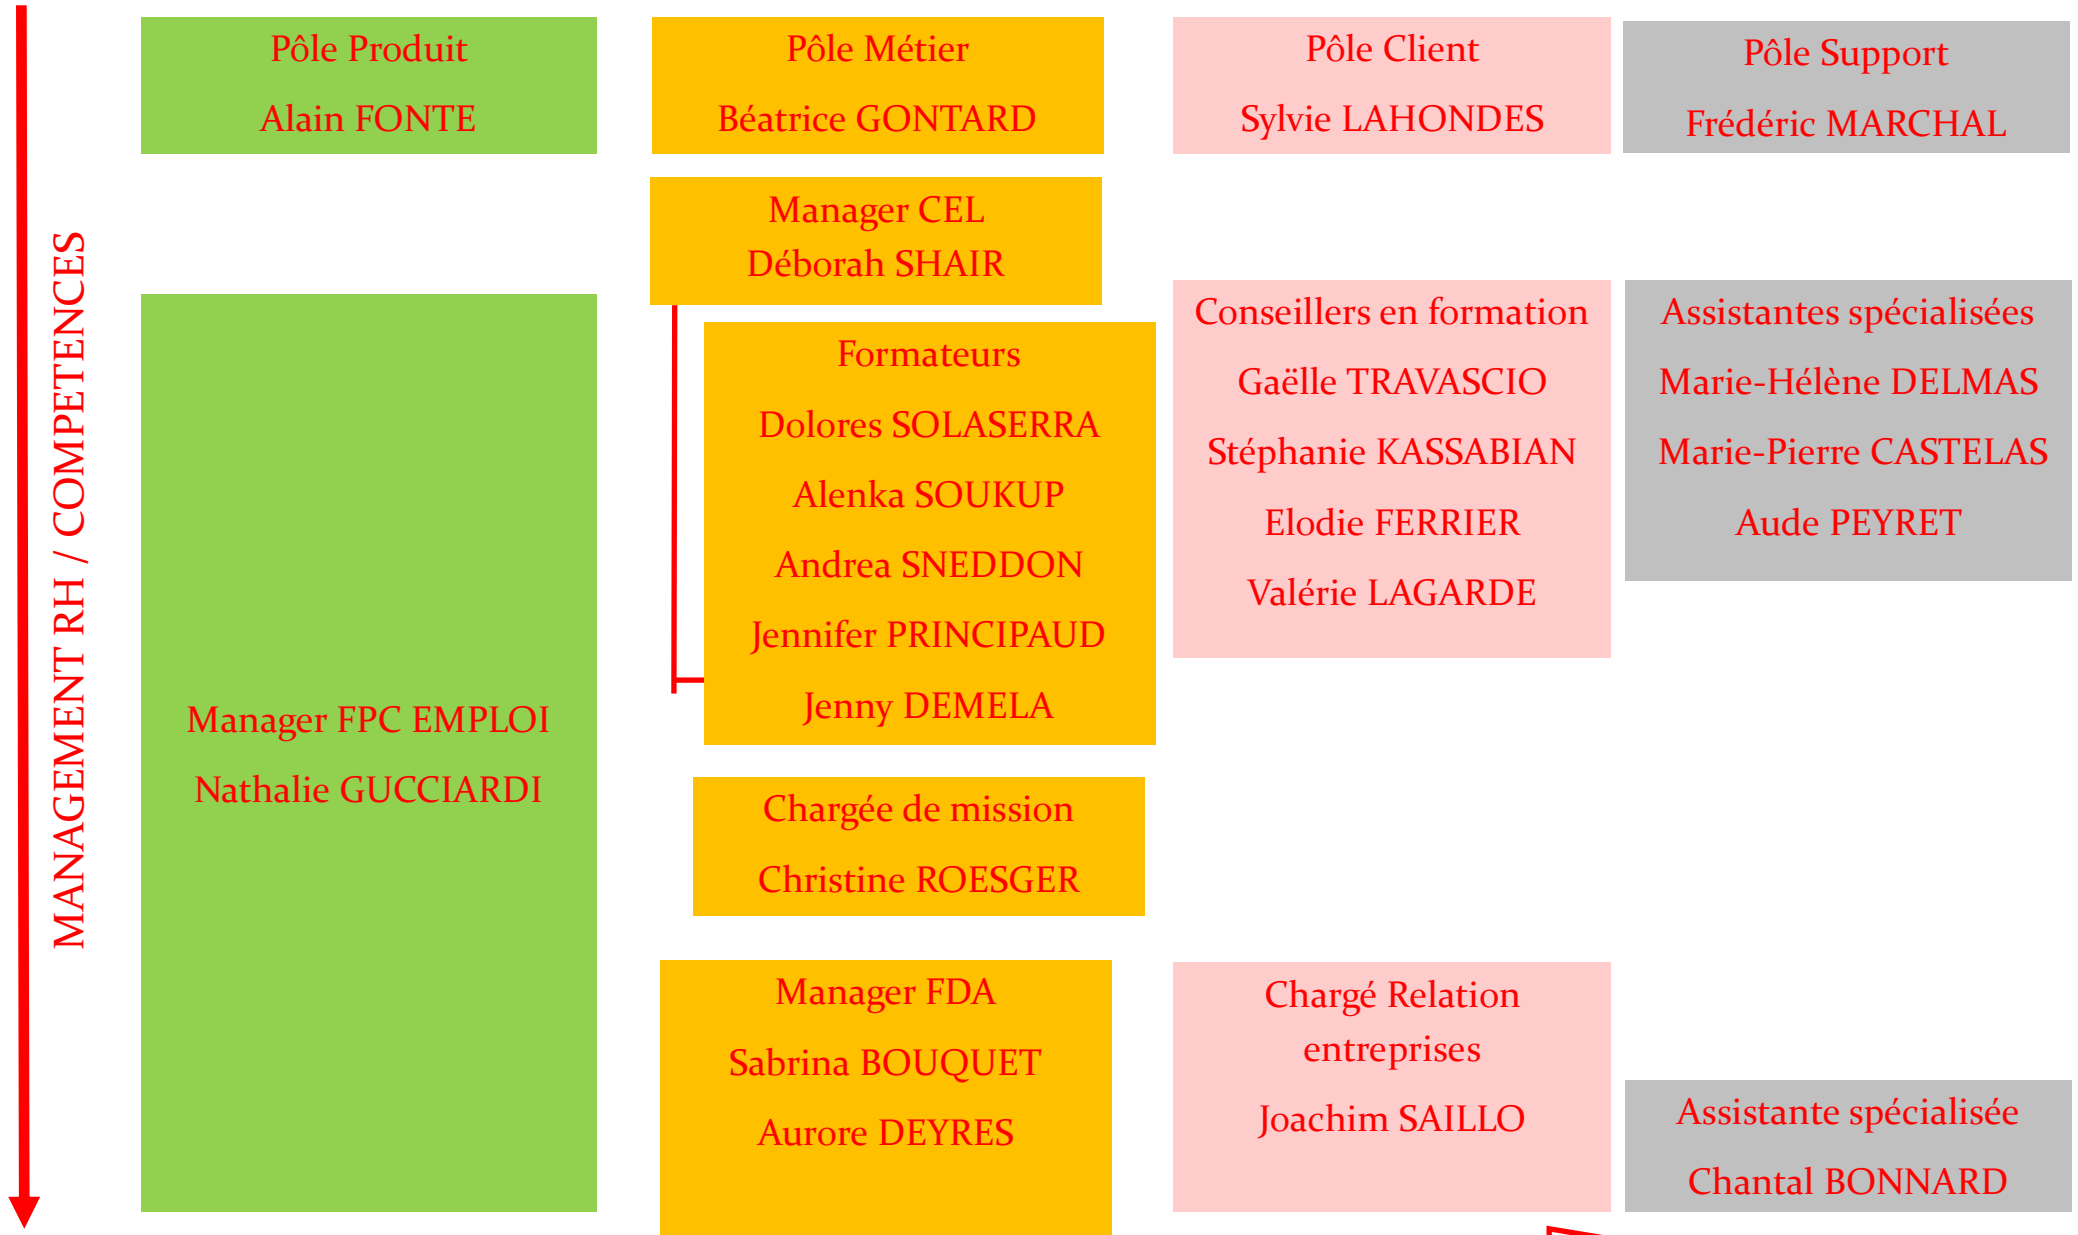 MANAGEMENT RH / COMPETENCES
Pôle Produit
Alain FONTE
Pôle Métier
Béatrice GONTARD
Pôle Client
Sylvie LAHONDES
Pôle Support
Frédéric MARCHAL
Manager CEL
Déborah SHAIR
Formateurs
Dolores SOLASERRA
Alenka SOUKUP
Andrea SNEDDON
Jennifer PRINCIPAUD
Jenny DEMELA
Conseillers en formation
Gaëlle TRAVASCIO
Stéphanie KASSABIAN
Elodie FERRIER
Valérie LAGARDE
Assistantes spécialisées
Marie-Hélène DELMAS
Marie-Pierre CASTELAS
Aude PEYRET
Manager FPC EMPLOI
Nathalie GUCCIARDI
Chargée de mission
Christine ROESGER
Manager FDA
Sabrina BOUQUET
Aurore DEYRES
Chargé Relation
entreprises
Joachim SAILLO
Assistante spécialisée
Chantal BONNARD